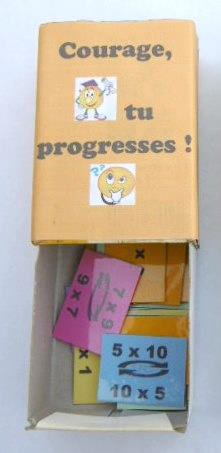 Courage,
tu
progresses !
x
7 x 9
9 x 7
x 1
5 x 10
10 x 5